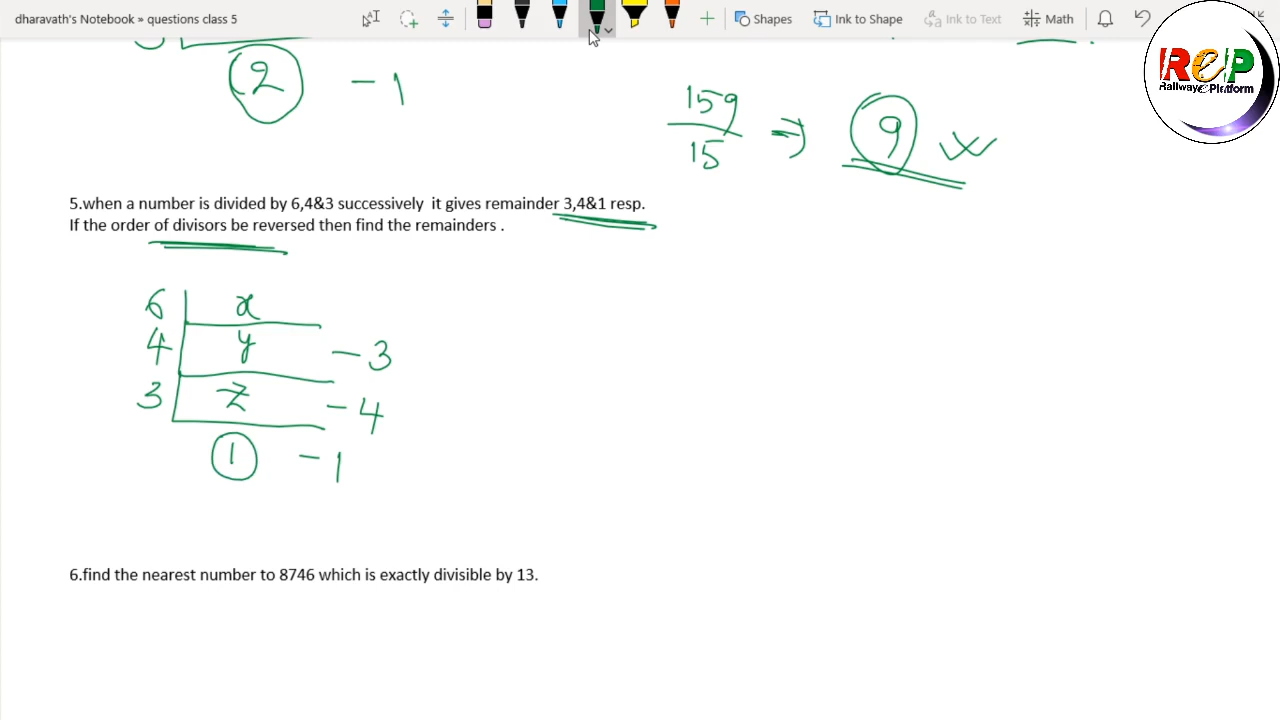 dharavath's Notebook » questions class 5
Shapes
Ink to Shape
Ink to Text
Math
ReP
Railway Platform
2 - 1
159
15
⇒ 9
5.when a number is divided by 6,4&3 successively it gives remainder 3,4&1 resp.
If the order of divisors be reversed then find the remainders .
6 x
4 y - 3
3 z - 4
1 - 1
6.find the nearest number to 8746 which is exactly divisible by 13.